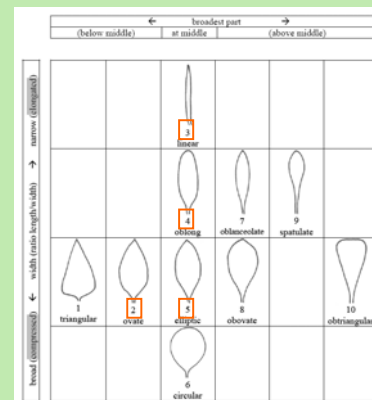 ← broadest part →
(below middle) at middle (above middle)
narrow (elongated)
↑
width (ratio length/width)
↓
broad (compressed)
3
linear
4 7 9
oblong oblanceolate spatulate
1 2 5 8 10
triangular ovate elliptic obovate obtriangular
6
circular